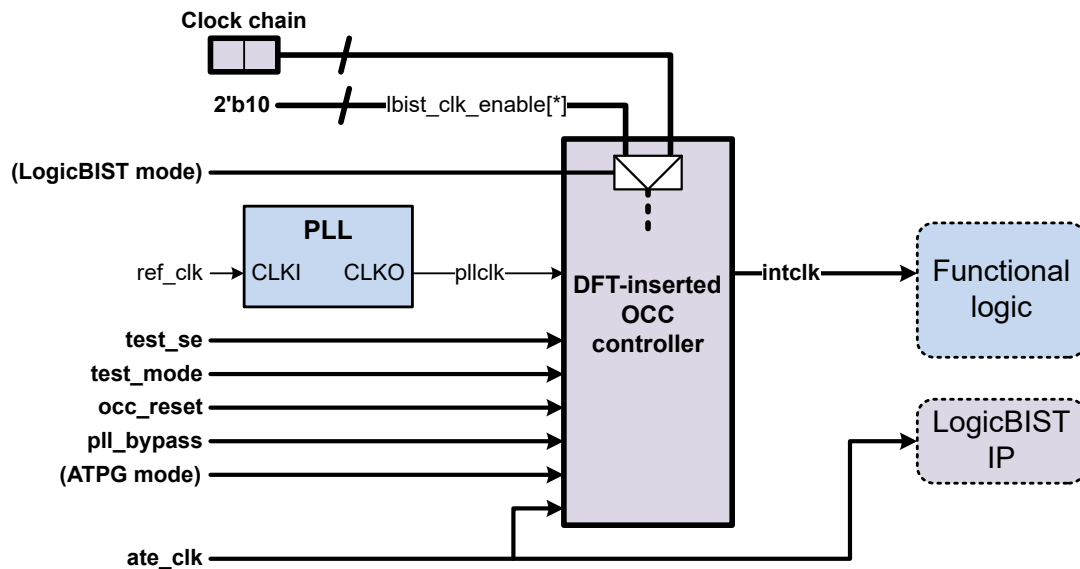 Clock chain
2'b10
lbist_clk_enable[*]
(LogicBIST mode)
PLL
ref_clk
CLKI
CLKO
pllclk
DFT-inserted
OCC
controller
intclk
Functional
logic
test_se
test_mode
occ_reset
pll_bypass
(ATPG mode)
LogicBIST
IP
ate_clk